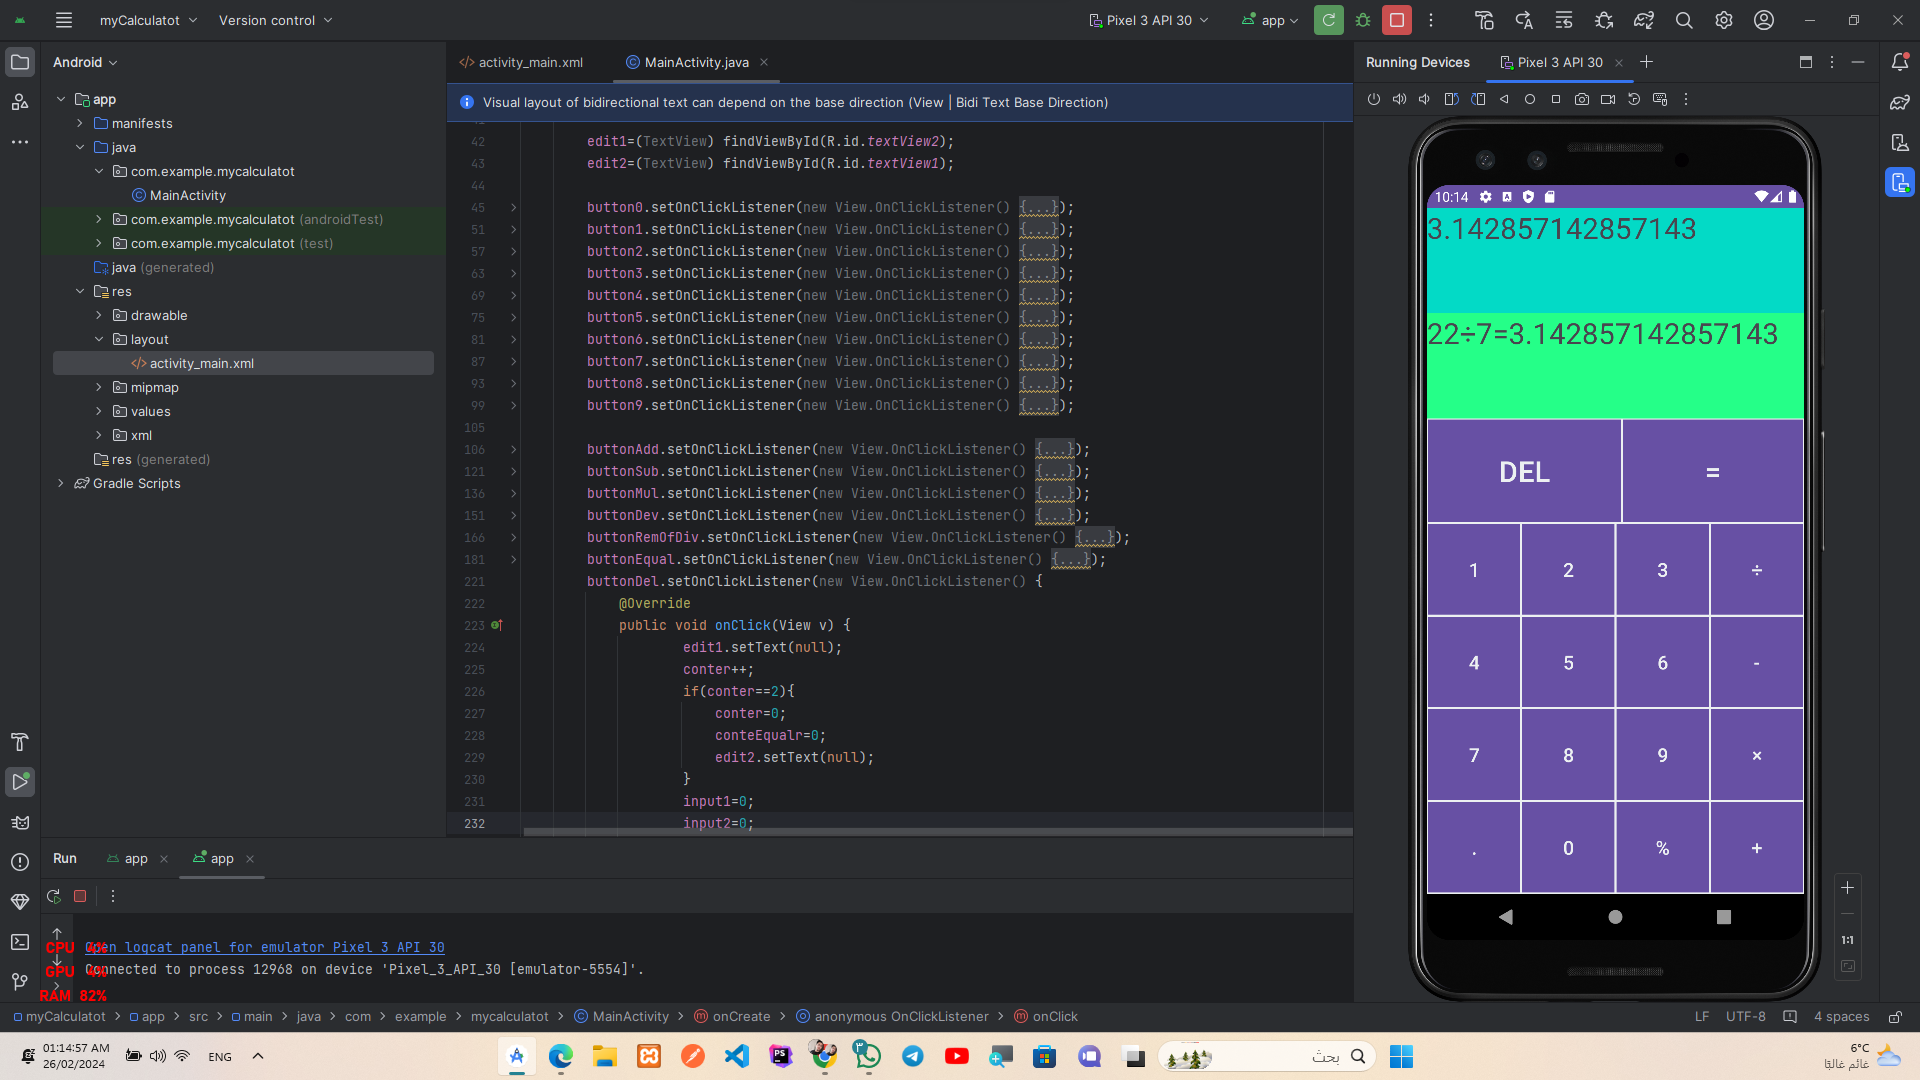 myCalculatot
Version control
Pixel 3 API 30
app
Android
activity_main.xml
MainActivity.java
Running Devices
Pixel 3 API 30
Visual layout of bidirectional text can depend on the base direction (View | Bidi Text Base Direction)
app
manifests
java
com.example.mycalculatot
MainActivity
com.example.mycalculatot (androidTest)
com.example.mycalculatot (test)
java (generated)
res
drawable
layout
activity_main.xml
mipmap
values
xml
res (generated)
Gradle Scripts
42 edit1=(TextView) findViewById(R.id.textView2);
43 edit2=(TextView) findViewById(R.id.textView1);
44
45 button0.setOnClickListener(new View.OnClickListener() {...});
51 button1.setOnClickListener(new View.OnClickListener() {...});
57 button2.setOnClickListener(new View.OnClickListener() {...});
63 button3.setOnClickListener(new View.OnClickListener() {...});
69 button4.setOnClickListener(new View.OnClickListener() {...});
75 button5.setOnClickListener(new View.OnClickListener() {...});
81 button6.setOnClickListener(new View.OnClickListener() {...});
87 button7.setOnClickListener(new View.OnClickListener() {...});
93 button8.setOnClickListener(new View.OnClickListener() {...});
99 button9.setOnClickListener(new View.OnClickListener() {...});
105
106 buttonAdd.setOnClickListener(new View.OnClickListener() {...});
121 buttonSub.setOnClickListener(new View.OnClickListener() {...});
136 buttonMul.setOnClickListener(new View.OnClickListener() {...});
151 buttonDev.setOnClickListener(new View.OnClickListener() {...});
166 buttonRemOfDiv.setOnClickListener(new View.OnClickListener() {...});
181 buttonEqual.setOnClickListener(new View.OnClickListener() {...});
221 buttonDel.setOnClickListener(new View.OnClickListener() {
222 @Override
223 public void onClick(View v) {
224 edit1.setText(null);
225 conter++;
226 if(conter==2){
227 conter=0;
228 conteEqualr=0;
229 edit2.setText(null);
230 }
231 input1=0;
232 input2=0;
10:14
3.142857142857143
22÷7=3.142857142857143
DEL =
1 2 3 ÷
4 5 6 -
7 8 9 ×
. 0 % +
1:1
Run
app
app
Open logcat panel for emulator Pixel 3 API 30
Connected to process 12968 on device 'Pixel_3_API_30 [emulator-5554]'.
CPU 4%
GPU 4%
RAM 82%
myCalculatot > app > src > main > java > com > example > mycalculatot > MainActivity > onCreate > anonymous OnClickListener > onClick
LF UTF-8 4 spaces
01:14:57 AM
26/02/2024
ENG
PS
٣
بحث
6°C
غائم غالبًا